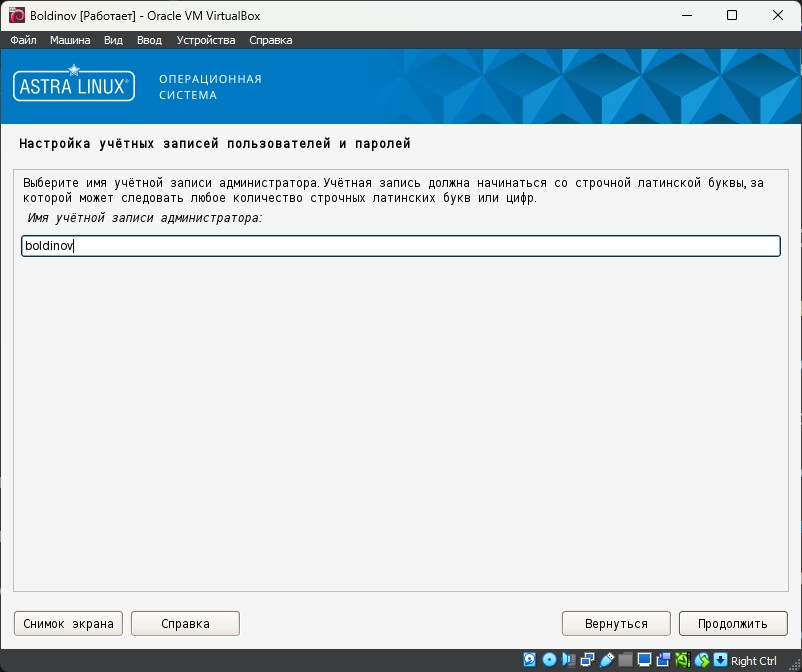 Boldinov [Работает] - Oracle VM VirtualBox
Файл Машина Вид Ввод Устройства Справка
ASTRA LINUX®
ОПЕРАЦИОННАЯ
СИСТЕМА
Настройка учётных записей пользователей и паролей
Выберите имя учётной записи администратора. Учётная запись должна начинаться со строчной латинской буквы, за
которой может следовать любое количество строчных латинских букв или цифр.
Имя учётной записи администратора:
boldinov
Снимок экрана Справка Вернуться Продолжить
Right Ctrl